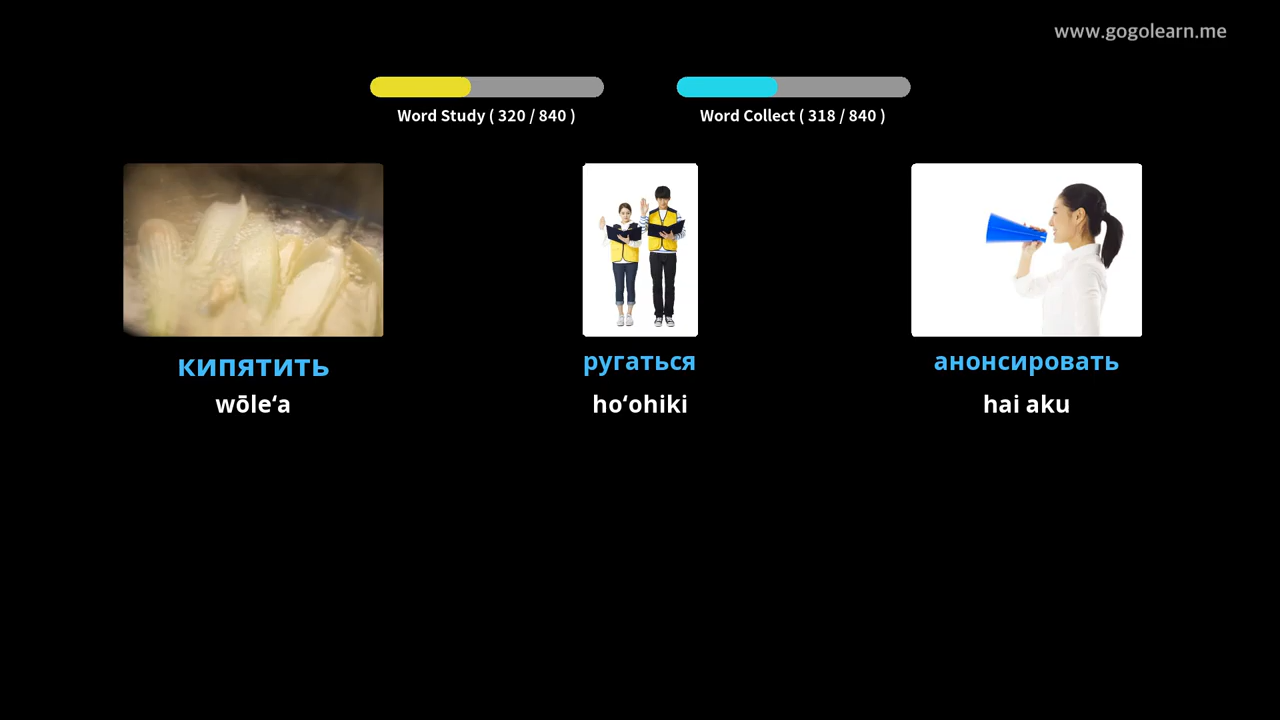 www.gogolearn.me
Word Study ( 320 / 840 )
Word Collect ( 318 / 840 )
кипятить
ругаться
анонсировать
wōleʻa
hoʻohiki
hai aku